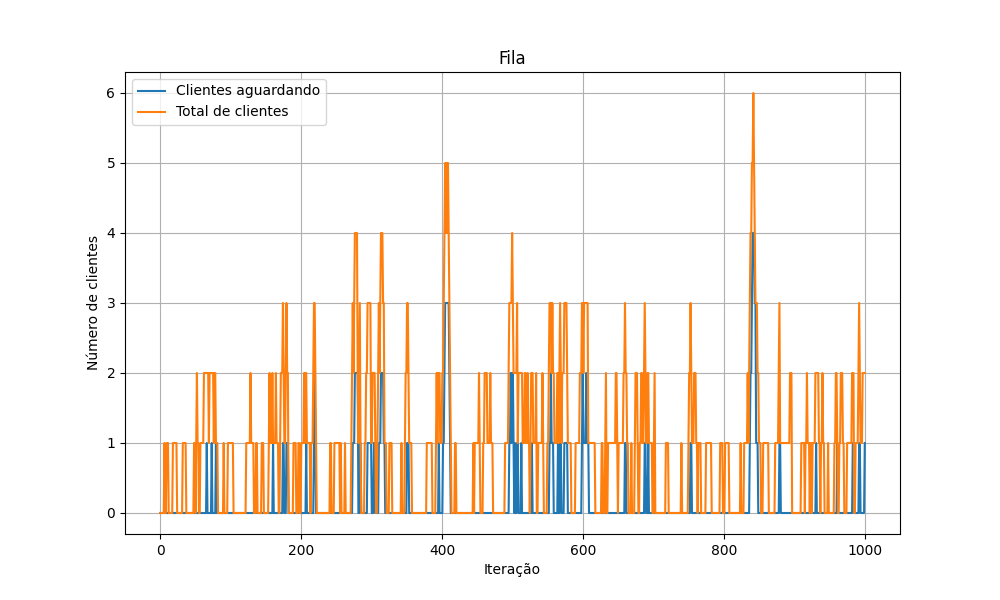 Fila
Clientes aguardando
Total de clientes
Número de clientes
6
5
4
3
2
1
0
0 200 400 600 800 1000
Iteração